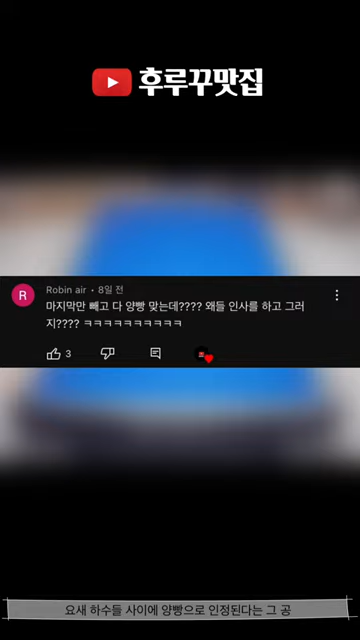 후루꾸맛집
Robin air • 8일 전
마지막만 빼고 다 양빵 맞는데???? 왜들 인사를 하고 그러
지???? ㅋㅋㅋㅋㅋㅋㅋㅋㅋㅋ
3
요새 하수들 사이에 양빵으로 인정된다는 그 공